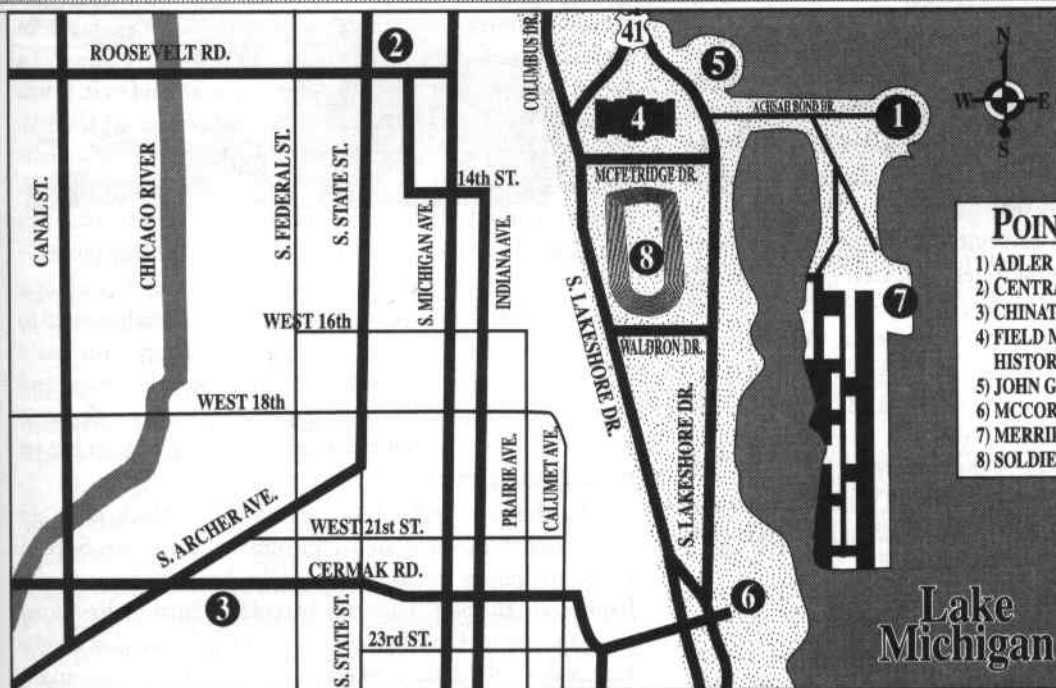 ROOSEVELT RD.
2
COLUMBUS DR.
41
5
N
W E
S
ACHSAH BOND DR.
1
4
MCFETRIDGE DR.
14th ST.
CANAL ST.
CHICAGO RIVER
S. FEDERAL ST.
S. STATE ST.
S. MICHIGAN AVE.
INDIANA AVE.
8
7
POIN
1) ADLER
2) CENTRA
3) CHINAT
4) FIELD M
HISTOR
5) JOHN G
6) MCCOR
7) MERRIL
8) SOLDIE
WEST 16th
WALDRON DR.
S. LAKESHORE DR.
S. LAKESHORE DR.
WEST 18th
PRAIRIE AVE.
CALUMET AVE.
S. ARCHER AVE.
WEST 21st ST.
CERMAK RD.
3
6
S. STATE ST.
23rd ST.
Lake
Michigan